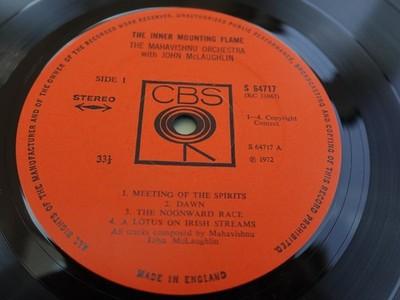 ALL RIGHTS OF THE MANUFACTURER AND OF THE OWNER OF THE RECORDED WORK RESERVED. UNAUTHORISED PUBLIC PERFORMANCE, BROADCASTING AND COPYING OF THIS RECORD PROHIBITED.
THE INNER MOUNTING FLAME
THE MAHAVISHNU ORCHESTRA
with JOHN McLAUGHLIN
SIDE 1
S 64717
(KC 31067)
STEREO
CBS
1—4. Copyright
Control.
S 64717 A
33⅓
℗ 1972
1. MEETING OF THE SPIRITS
2. DAWN
3. THE NOONWARD RACE
4. A LOTUS ON IRISH STREAMS
All tracks composed by Mahavishnu
John McLaughlin
MADE IN ENGLAND